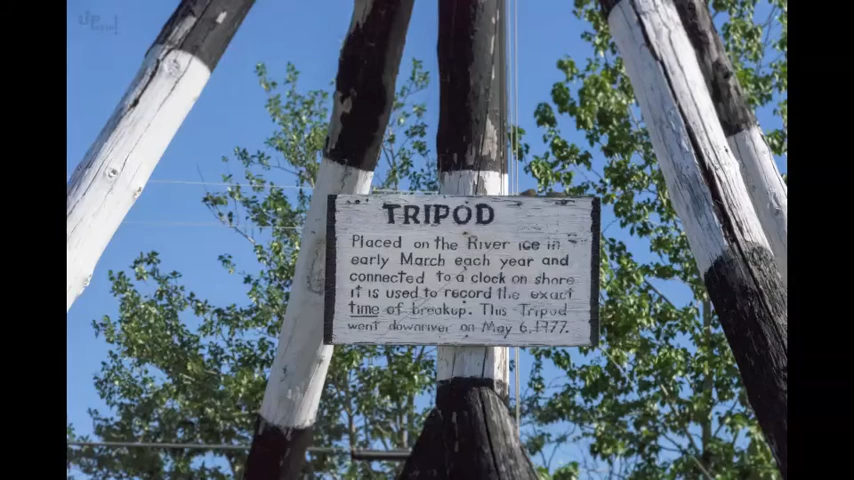 TRIPOD
Placed on the River ice in
early March each year and
connected to a clock on shore
it is used to record the exact
time of breakup. This Tripod
went downriver on May 6, 1977.